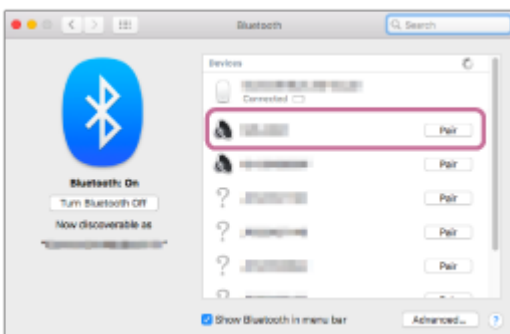 Bluetooth
Search
Devices
Connected
Pair
Pair
Pair
Pair
Pair
Bluetooth: On
Turn Bluetooth Off
Now discoverable as
Show Bluetooth in menu bar
Advanced...
?